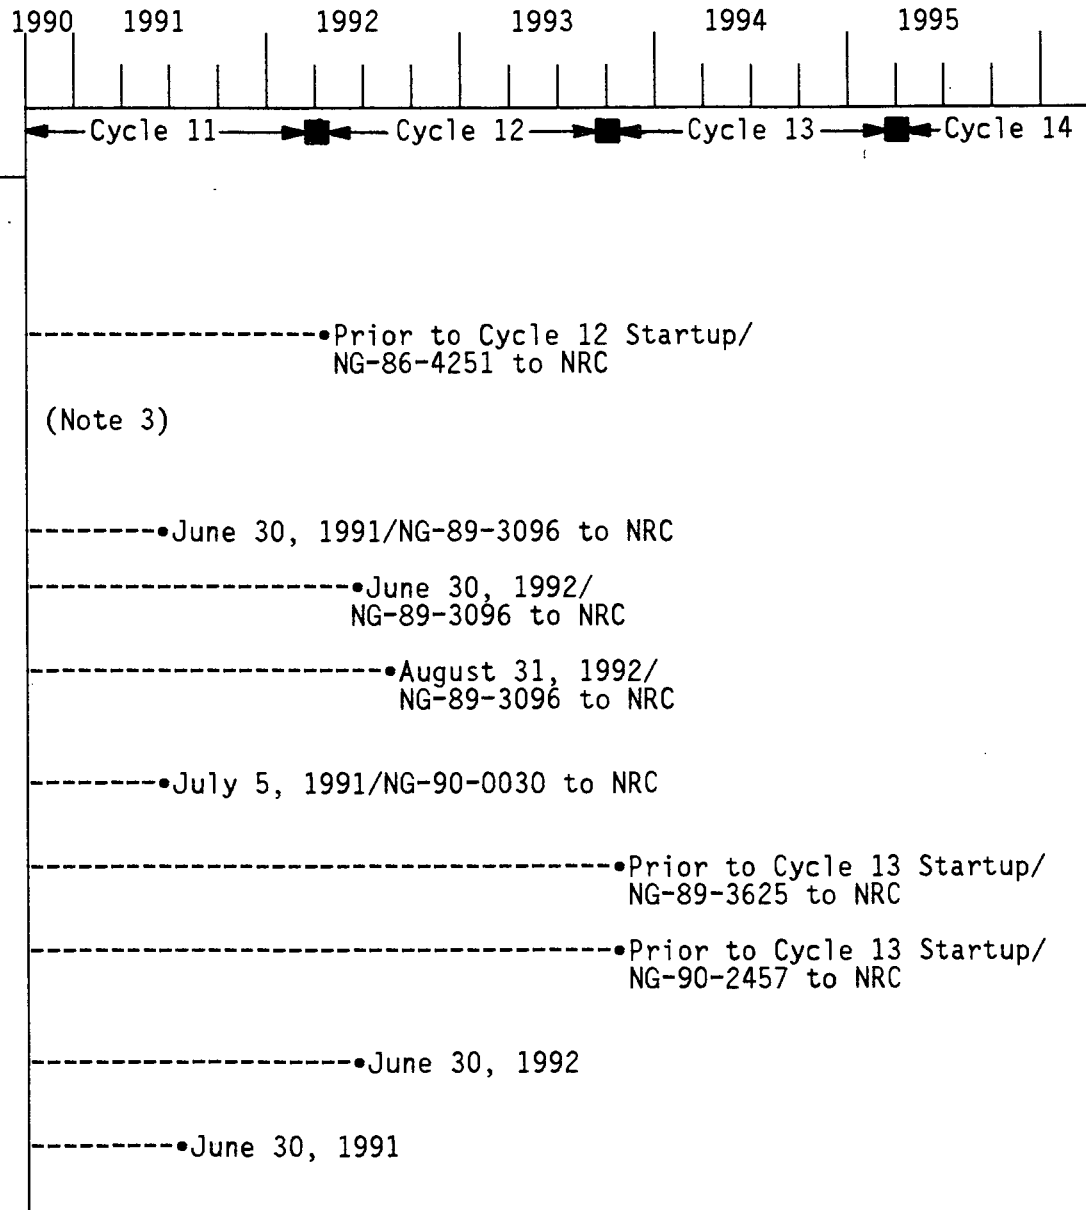 1990 1991 1992 1993 1994 1995
Cycle 11 Cycle 12 Cycle 13 Cycle 14
Prior to Cycle 12 Startup/
NG-86-4251 to NRC
(Note 3)
June 30, 1991/NG-89-3096 to NRC
June 30, 1992/
NG-89-3096 to NRC
August 31, 1992/
NG-89-3096 to NRC
July 5, 1991/NG-90-0030 to NRC
Prior to Cycle 13 Startup/
NG-89-3625 to NRC
Prior to Cycle 13 Startup/
NG-90-2457 to NRC
June 30, 1992
June 30, 1991